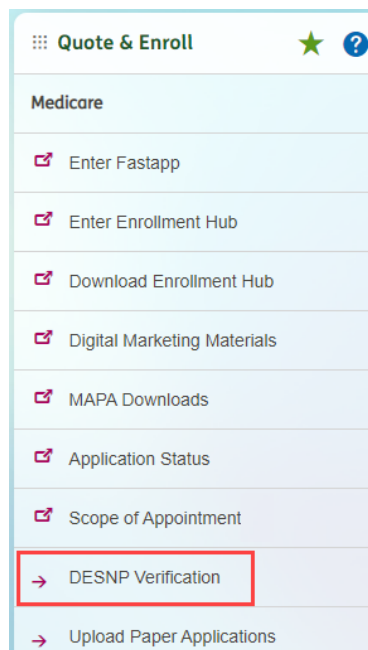 Quote & Enroll
Medicare
Enter Fastapp
Enter Enrollment Hub
Download Enrollment Hub
Digital Marketing Materials
MAPA Downloads
Application Status
Scope of Appointment
DESNP Verification
Upload Paper Applications